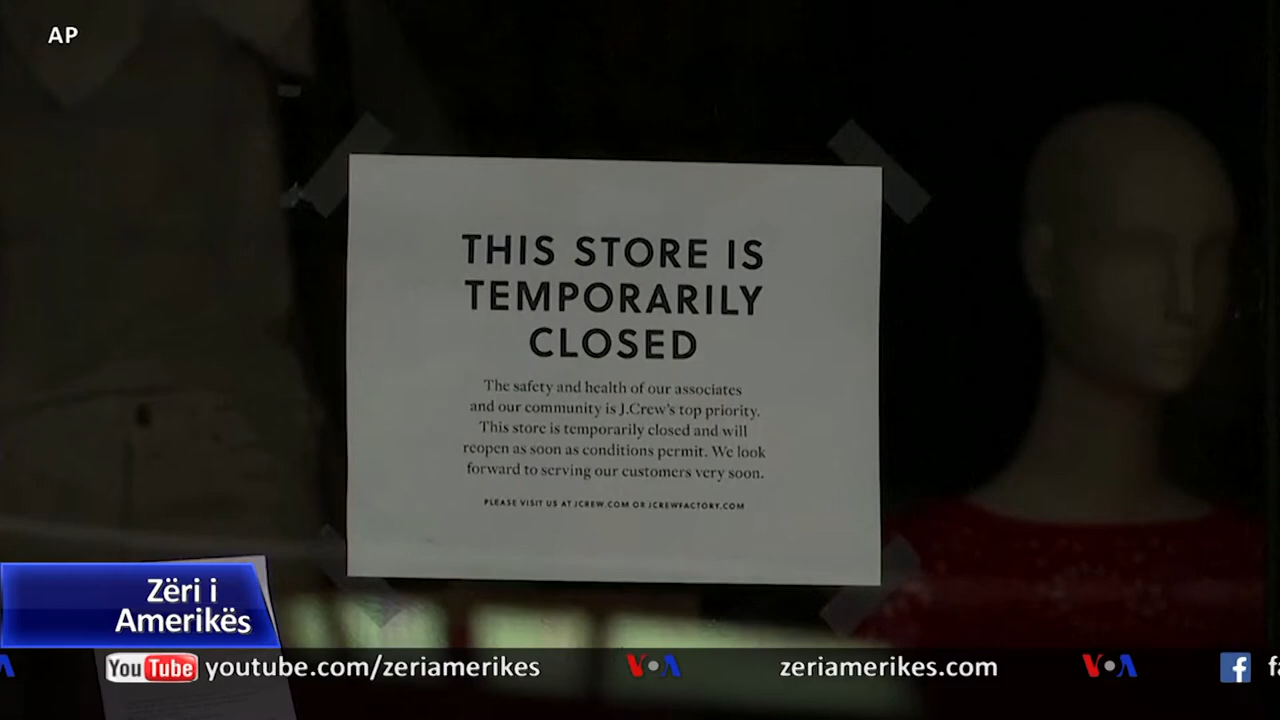 AP
THIS STORE IS
TEMPORARILY
CLOSED
The safety and health of our associates
and our community is J.Crew's top priority.
This store is temporarily closed and will
reopen as soon as conditions permit. We look
forward to serving our customers very soon.
PLEASE VISIT US AT JCREW.COM OR JCREWFACTORY.COM
Zëri i
Amerikës
YouTube youtube.com/zeriamerikes VOA zeriamerikes.com VOA f